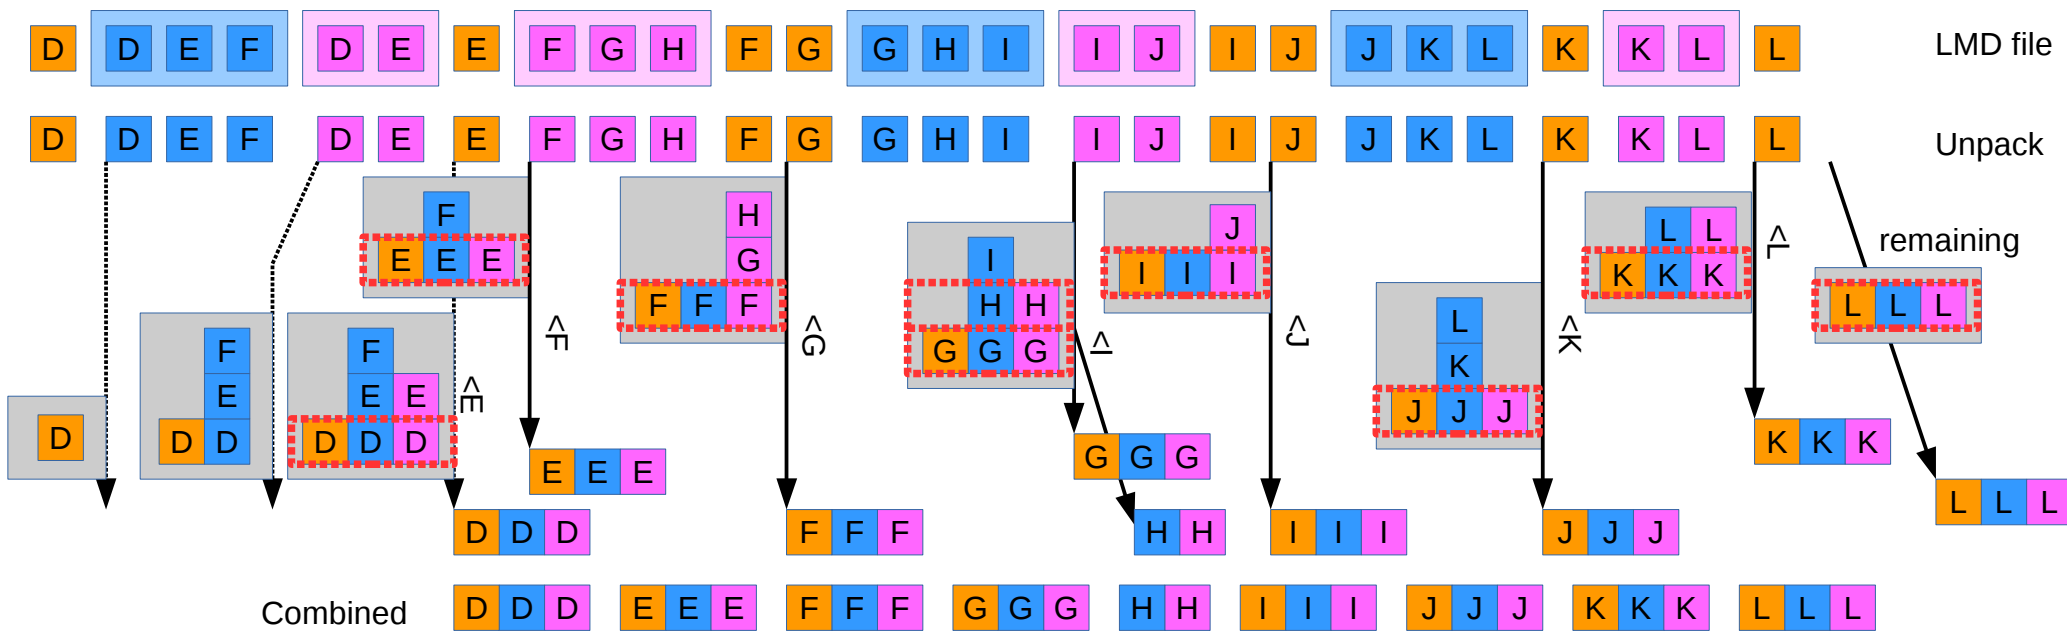 D D E F D E E F G H F G G H I I J I J J K L K K L L LMD file
D D E F D E E F G H F G G H I I J I J J K L K K L L Unpack
F
E E E
H
G
F F F
I
H H
G G G
J
I I I
L L
K K K
<L
remaining
L L L
D
F
E
D D
F
E E
D D D
<E
<F
<G
<I
<J
L
K
J J J
<K
E E E
G G G
K K K
L L L
D D D
F F F
H H
I I I
J J J
Combined D D D E E E F F F G G G H H I I I J J J K K K L L L